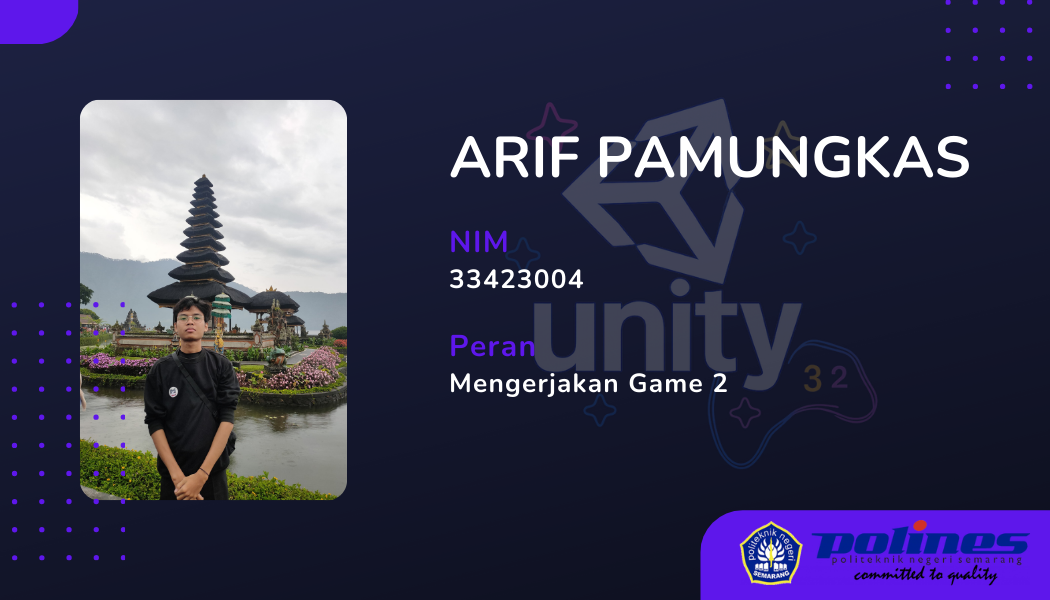 ARIF PAMUNGKAS
NIM
33423004
Peran
Mengerjakan Game 2
unity
32
politeknik negeri
SEMARANG
polines
politeknik negeri semarang
committed to quality